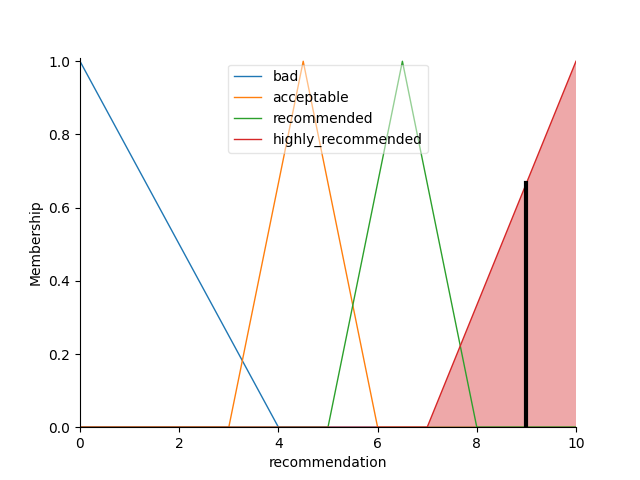 1.0
0.8
0.6
0.4
0.2
0.0
Membership
bad
acceptable
recommended
highly_recommended
0 2 4 6 8 10
recommendation